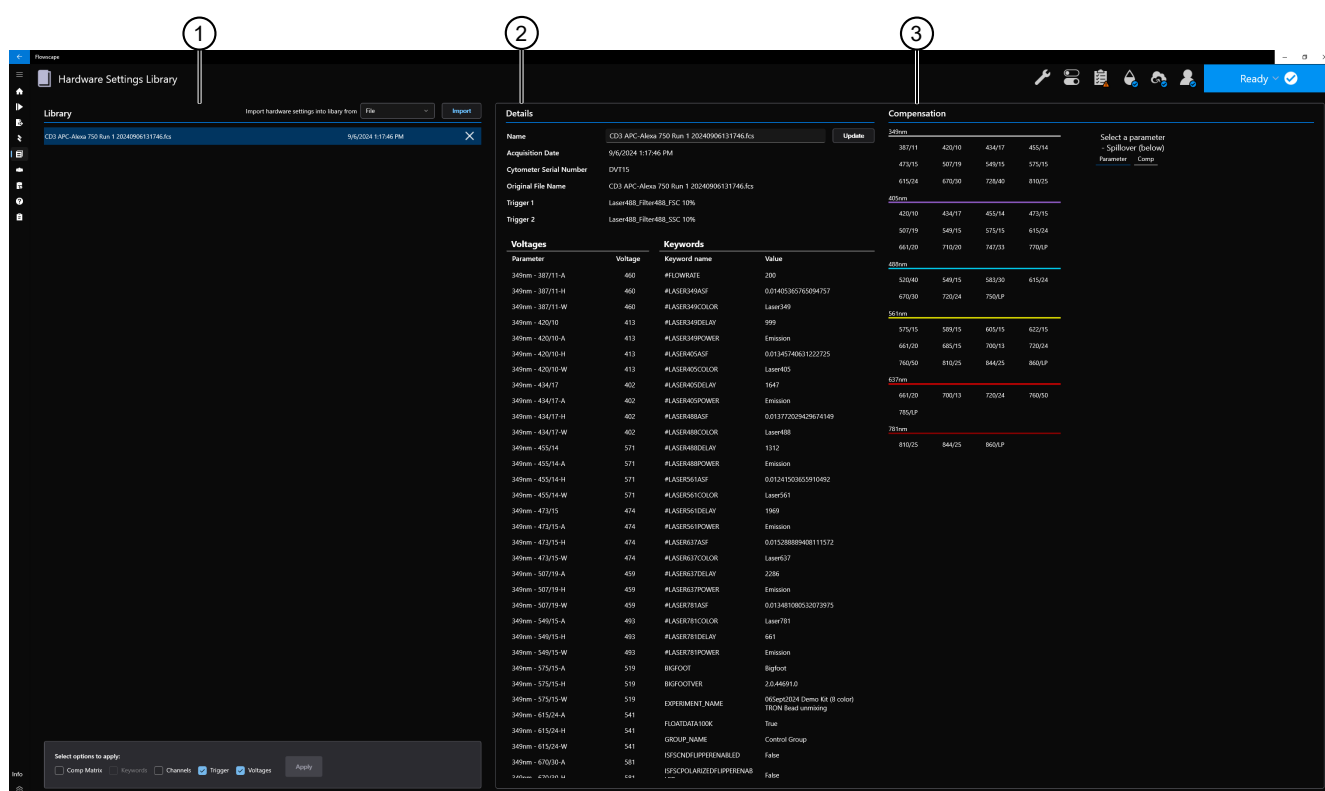 1
2
3
Flowscape
Hardware Settings Library
Ready
Library
Import hardware settings into libary from
File
Import
CD3 APC-Alexa 750 Run 1 20240906131746.fcs
9/6/2024 1:17:46 PM
Select options to apply:
Comp Matrix
Keywords
Channels
Trigger
Voltages
Apply
Info
Details
Name CD3 APC-Alexa 750 Run 1 20240906131746.fcs Update
Acquisition Date 9/6/2024 1:17:46 PM
Cytometer Serial Number DVT15
Original File Name CD3 APC-Alexa 750 Run 1 20240906131746.fcs
Trigger 1 Laser488_Filter488_FSC 10%
Trigger 2 Laser488_Filter488_SSC 10%
Voltages
Parameter Voltage
349nm - 387/11-A 460
349nm - 387/11-H 460
349nm - 387/11-W 460
349nm - 420/10 413
349nm - 420/10-A 413
349nm - 420/10-H 413
349nm - 420/10-W 413
349nm - 434/17 402
349nm - 434/17-A 402
349nm - 434/17-H 402
349nm - 434/17-W 402
349nm - 455/14 571
349nm - 455/14-A 571
349nm - 455/14-H 571
349nm - 455/14-W 571
349nm - 473/15 474
349nm - 473/15-A 474
349nm - 473/15-H 474
349nm - 473/15-W 474
349nm - 507/19-A 459
349nm - 507/19-H 459
349nm - 507/19-W 459
349nm - 549/15-A 493
349nm - 549/15-H 493
349nm - 549/15-W 493
349nm - 575/15-A 519
349nm - 575/15-H 519
349nm - 575/15-W 519
349nm - 615/24-A 541
349nm - 615/24-H 541
349nm - 615/24-W 541
349nm - 670/30-A 581
349nm - 670/30-H 581
Keywords
Keyword name Value
#FLOWRATE 200
#LASER349ASF 0.01405365765094757
#LASER349COLOR Laser349
#LASER349DELAY 999
#LASER349POWER Emission
#LASER405ASF 0.01345740631222725
#LASER405COLOR Laser405
#LASER405DELAY 1647
#LASER405POWER Emission
#LASER488ASF 0.013772029429674149
#LASER488COLOR Laser488
#LASER488DELAY 1312
#LASER488POWER Emission
#LASER561ASF 0.01241503655910492
#LASER561COLOR Laser561
#LASER561DELAY 1969
#LASER561POWER Emission
#LASER637ASF 0.015288889408111572
#LASER637COLOR Laser637
#LASER637DELAY 2286
#LASER637POWER Emission
#LASER781ASF 0.013481080532073975
#LASER781COLOR Laser781
#LASER781DELAY 661
#LASER781POWER Emission
BIGFOOT Bigfoot
BIGFOOTVER 2.0.44691.0
EXPERIMENT_NAME 06Sept2024 Demo Kit (8 color)
TRON Bead unmixing
FLOATDATA100K True
GROUP_NAME Control Group
ISFSCNDFLIPPERENABLED False
ISFSCPOLARIZEDFLIPPERENAB
False
Compensation
349nm
387/11 420/10 434/17 455/14
473/15 507/19 549/15 575/15
615/24 670/30 728/40 810/25
405nm
420/10 434/17 455/14 473/15
507/19 549/15 575/15 615/24
661/20 710/20 747/33 770/LP
488nm
520/40 549/15 583/30 615/24
670/30 720/24 750/LP
561nm
575/15 589/15 605/15 622/15
661/20 685/15 700/13 720/24
760/50 810/25 844/25 860/LP
637nm
661/20 700/13 720/24 760/50
785/LP
781nm
810/25 844/25 860/LP
Select a parameter
- Spillover (below)
Parameter Comp